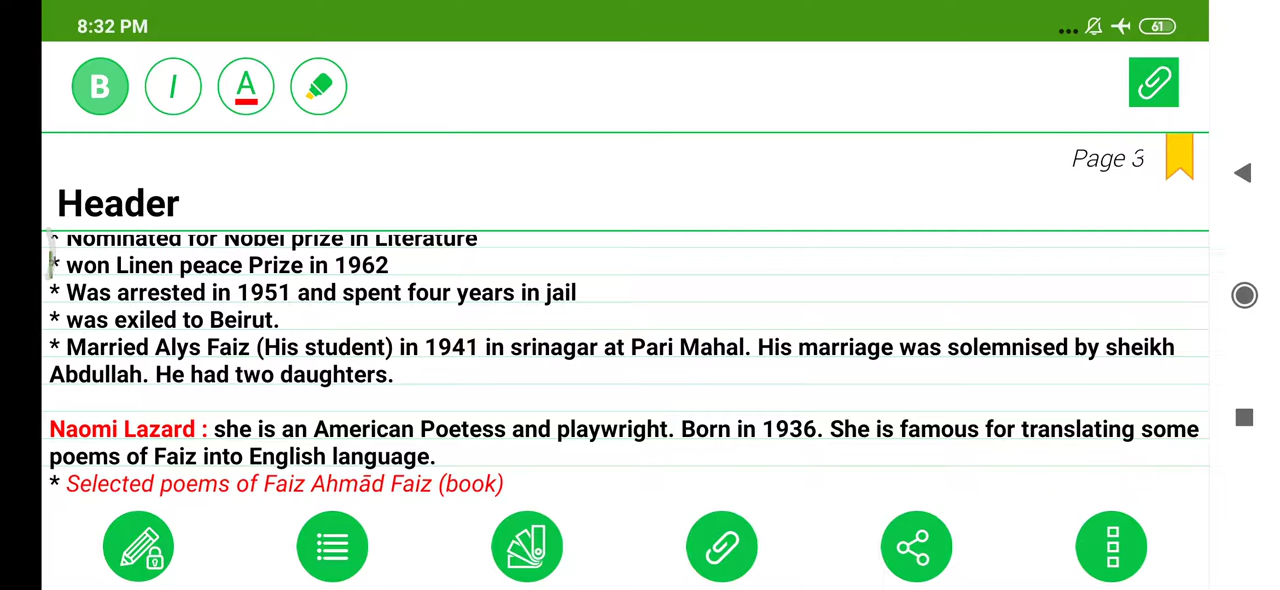 8:32 PM
61
B I A
Page 3
Header
* Nominated for Nobel prize in Literature
* won Linen peace Prize in 1962
* Was arrested in 1951 and spent four years in jail
* was exiled to Beirut.
* Married Alys Faiz (His student) in 1941 in srinagar at Pari Mahal. His marriage was solemnised by sheikh
Abdullah. He had two daughters.
Naomi Lazard : she is an American Poetess and playwright. Born in 1936. She is famous for translating some
poems of Faiz into English language.
* Selected poems of Faiz Ahmād Faiz (book)